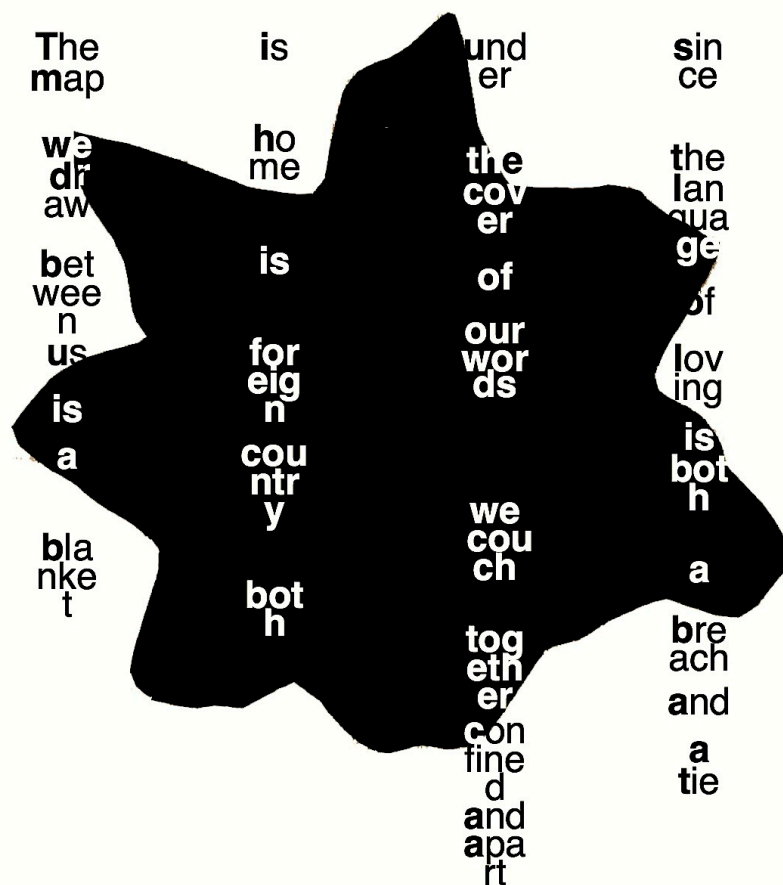 The
map
we
dr
aw
bet
wee
n
us
is
a
bla
nke
t
is
ho
me
is
for
eig
n
cou
ntr
y
bot
h
und
er
the
cov
er
of
our
wor
ds
we
cou
ch
tog
eth
er
con
fine
d
and
apa
rt
sin
ce
the
lan
gua
ge
of
lov
ing
is
bot
h
a
bre
ach
and
a
tie